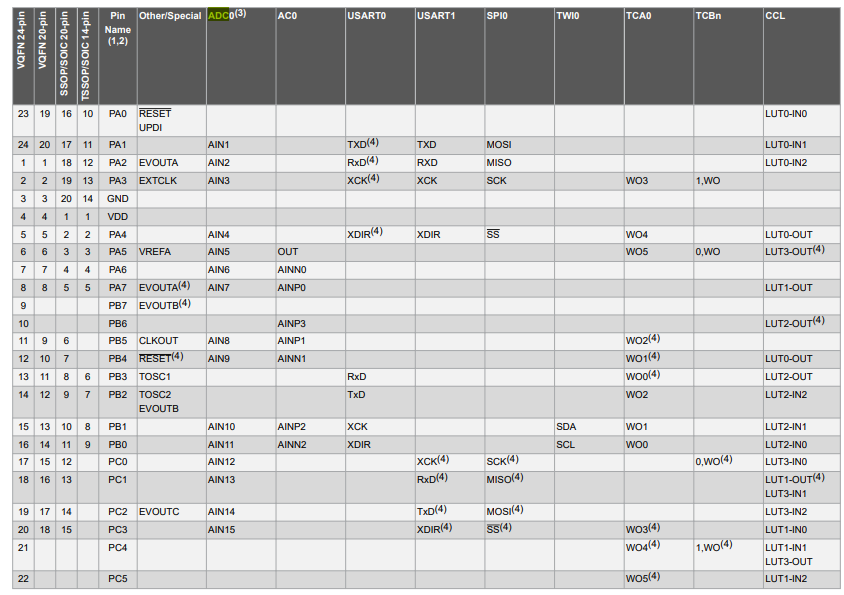 VQFN 24-pin VQFN 20-pin SSOP/SOIC 20-pin TSSOP/SOIC 14-pin Pin Name (1,2) Other/Special ADC0(3) AC0 USART0 USART1 SPI0 TWI0 TCA0 TCBn CCL
23 19 16 10 PA0 RESET LUT0-IN0
UPDI
24 20 17 11 PA1 AIN1 TXD(4) TXD MOSI LUT0-IN1
1 1 18 12 PA2 EVOUTA AIN2 RxD(4) RXD MISO LUT0-IN2
2 2 19 13 PA3 EXTCLK AIN3 XCK(4) XCK SCK WO3 1,WO
3 3 20 14 GND
4 4 1 1 VDD
5 5 2 2 PA4 AIN4 XDIR(4) XDIR SS WO4 LUT0-OUT
6 6 3 3 PA5 VREFA AIN5 OUT WO5 0,WO LUT3-OUT(4)
7 7 4 4 PA6 AIN6 AINN0
8 8 5 5 PA7 EVOUTA(4) AIN7 AINP0 LUT1-OUT
9 PB7 EVOUTB(4)
10 PB6 AINP3 LUT2-OUT(4)
11 9 6 PB5 CLKOUT AIN8 AINP1 WO2(4)
12 10 7 PB4 RESET(4) AIN9 AINN1 WO1(4) LUT0-OUT
13 11 8 6 PB3 TOSC1 RxD WO0(4) LUT2-OUT
14 12 9 7 PB2 TOSC2 TxD WO2 LUT2-IN2
EVOUTB
15 13 10 8 PB1 AIN10 AINP2 XCK SDA WO1 LUT2-IN1
16 14 11 9 PB0 AIN11 AINN2 XDIR SCL WO0 LUT2-IN0
17 15 12 PC0 AIN12 XCK(4) SCK(4) 0,WO(4) LUT3-IN0
18 16 13 PC1 AIN13 RxD(4) MISO(4) LUT1-OUT(4)
LUT3-IN1
19 17 14 PC2 EVOUTC AIN14 TxD(4) MOSI(4) LUT3-IN2
20 18 15 PC3 AIN15 XDIR(4) SS(4) WO3(4) LUT1-IN0
21 PC4 WO4(4) 1,WO(4) LUT1-IN1
LUT3-OUT
22 PC5 WO5(4) LUT1-IN2